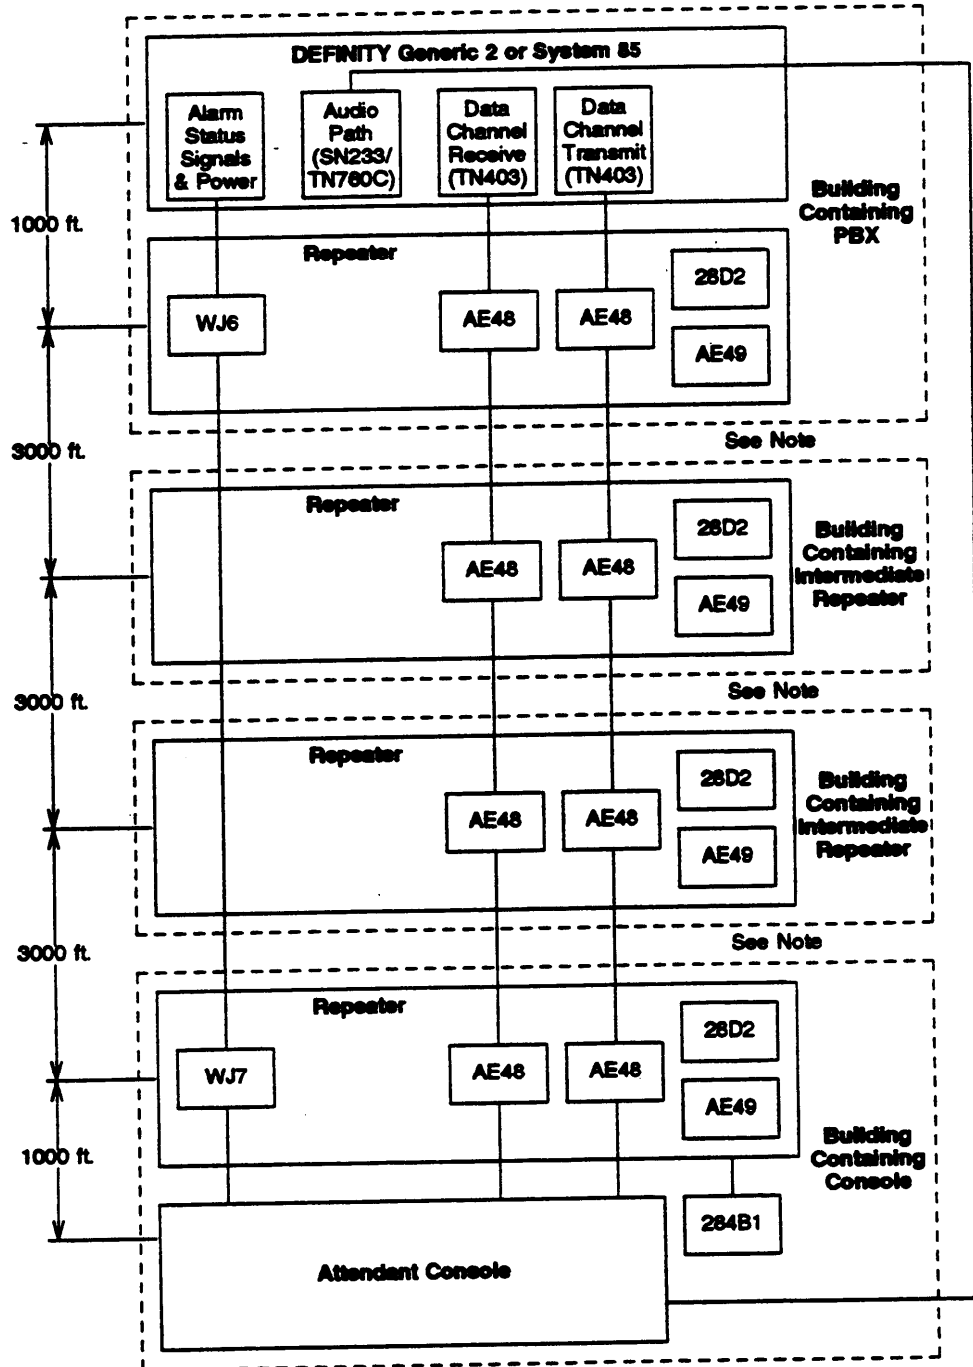 DEFINITY Generic 2 or System 85
Alarm
Status
Signals
& Power
Audio
Path
(SN233/
TN760C)
Data
Channel
Receive
(TN403)
Data
Channel
Transmit
(TN403)
Building
Containing
PBX
1000 ft.
Repeater
WJ6
AE48
AE48
28D2
AE49
See Note
3000 ft.
Repeater
AE48
AE48
28D2
AE49
Building
Containing
Intermediate
Repeater
See Note
3000 ft.
Repeater
AE48
AE48
28D2
AE49
Building
Containing
Intermediate
Repeater
See Note
3000 ft.
Repeater
WJ7
AE48
AE48
28D2
AE49
Building
Containing
Console
1000 ft.
284B1
Attendant Console